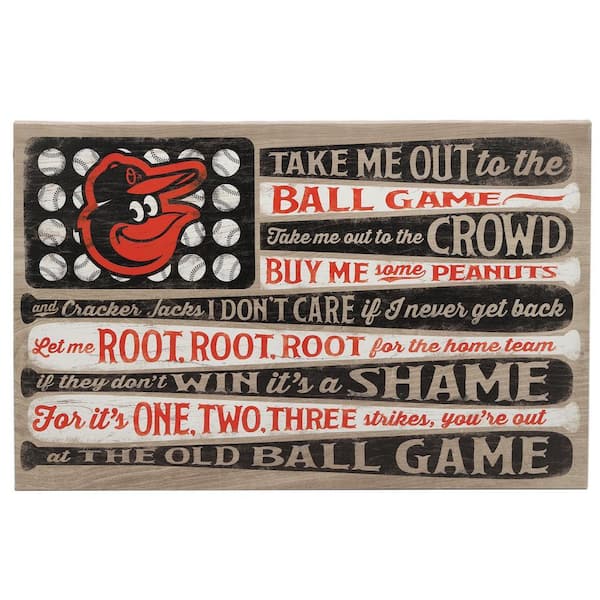 TAKE ME OUT to the
BALL GAME
Take me out to the CROWD
BUY ME some PEANUTS
and Cracker Jacks I DON'T CARE if I never get back
Let me ROOT, ROOT, ROOT for the home team
if they don't WIN it's a SHAME
For it's ONE, TWO, THREE strikes, you're out
at THE OLD BALL GAME